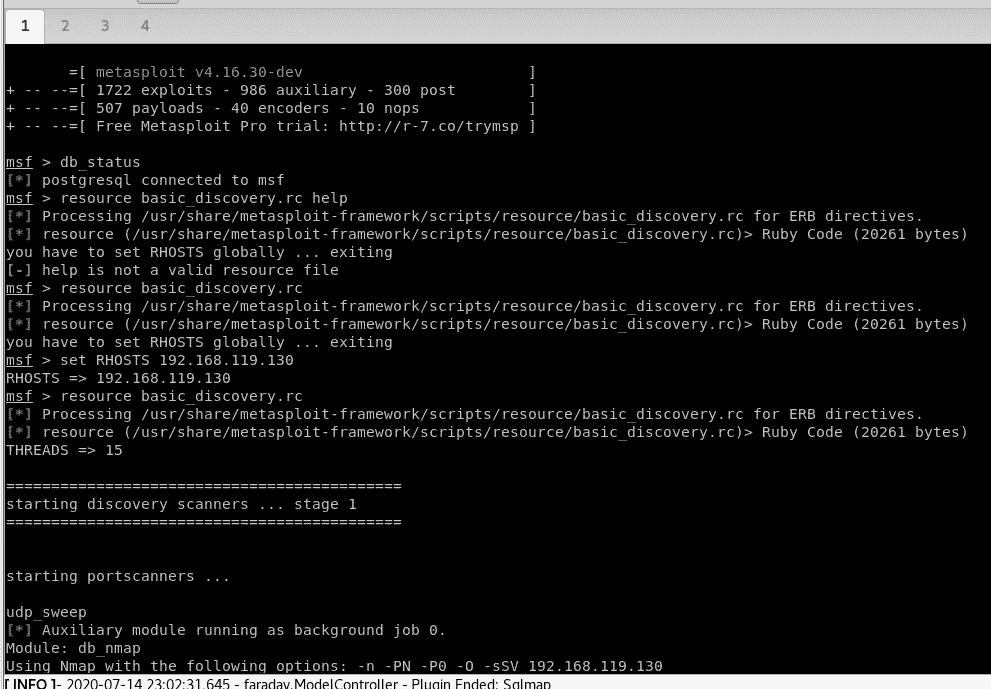 1 2 3 4
=[ metasploit v4.16.30-dev ]
+ -- --=[ 1722 exploits - 986 auxiliary - 300 post ]
+ -- --=[ 507 payloads - 40 encoders - 10 nops ]
+ -- --=[ Free Metasploit Pro trial: http://r-7.co/trymsp ]
msf > db_status
[*] postgresql connected to msf
msf > resource basic_discovery.rc help
[*] Processing /usr/share/metasploit-framework/scripts/resource/basic_discovery.rc for ERB directives.
[*] resource (/usr/share/metasploit-framework/scripts/resource/basic_discovery.rc)> Ruby Code (20261 bytes)
you have to set RHOSTS globally ... exiting
[-] help is not a valid resource file
msf > resource basic_discovery.rc
[*] Processing /usr/share/metasploit-framework/scripts/resource/basic_discovery.rc for ERB directives.
[*] resource (/usr/share/metasploit-framework/scripts/resource/basic_discovery.rc)> Ruby Code (20261 bytes)
you have to set RHOSTS globally ... exiting
msf > set RHOSTS 192.168.119.130
RHOSTS => 192.168.119.130
msf > resource basic_discovery.rc
[*] Processing /usr/share/metasploit-framework/scripts/resource/basic_discovery.rc for ERB directives.
[*] resource (/usr/share/metasploit-framework/scripts/resource/basic_discovery.rc)> Ruby Code (20261 bytes)
THREADS => 15
============================================
starting discovery scanners ... stage 1
============================================
starting portscanners ...
udp_sweep
[*] Auxiliary module running as background job 0.
Module: db_nmap
Using Nmap with the following options: -n -PN -P0 -O -sSV 192.168.119.130
[ INFO ]- 2020-07-14 23:02:31,645 - faraday.ModelController - Plugin Ended: Sqlmap